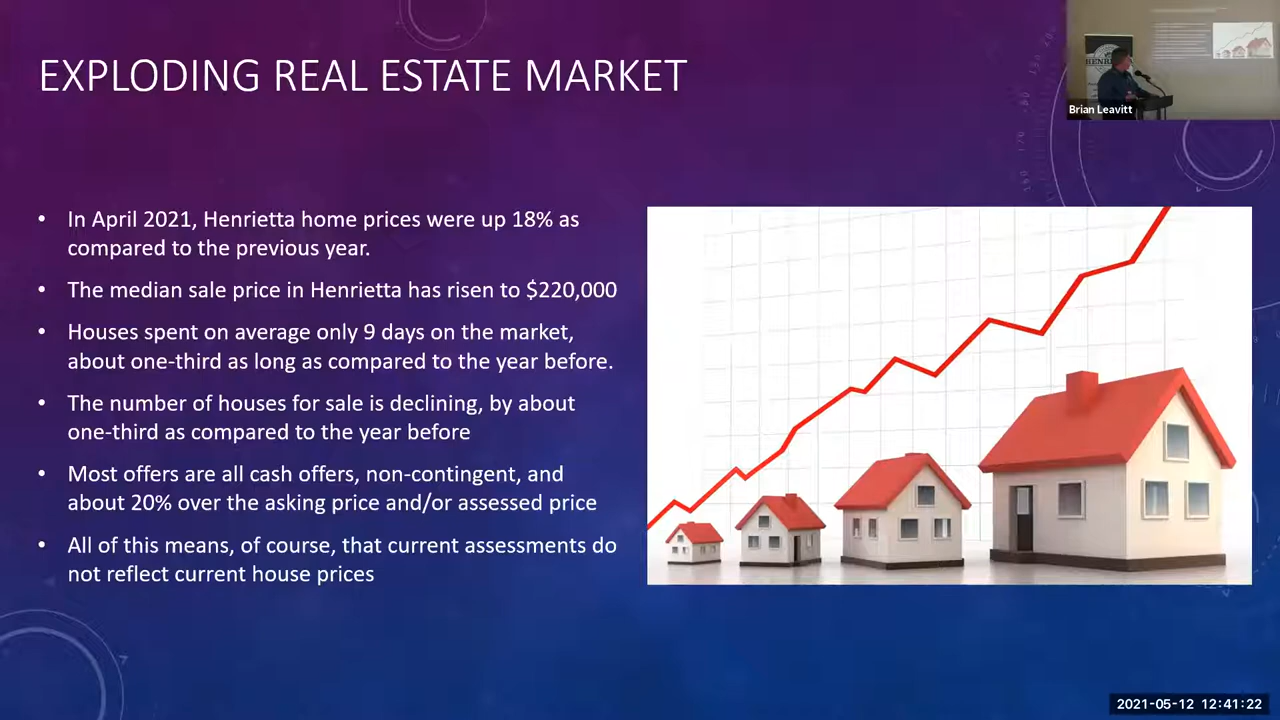 EXPLODING REAL ESTATE MARKET
Brian Leavitt
• In April 2021, Henrietta home prices were up 18% as
compared to the previous year.
• The median sale price in Henrietta has risen to $220,000
• Houses spent on average only 9 days on the market,
about one-third as long as compared to the year before.
• The number of houses for sale is declining, by about
one-third as compared to the year before
• Most offers are all cash offers, non-contingent, and
about 20% over the asking price and/or assessed price
• All of this means, of course, that current assessments do
not reflect current house prices
2021-05-12 12:41:22